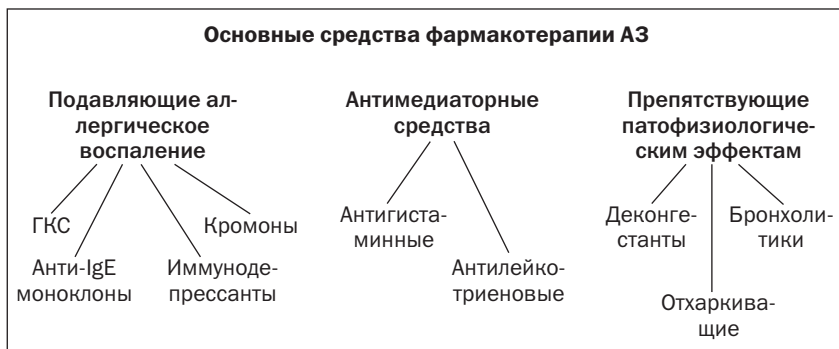 Основные средства фармакотерапии АЗ
Подавляющие ал-
лергическое
воспаление
ГКС
Кромоны
Анти-IgE
моноклоны
Иммуноде-
прессанты
Антимедиаторные
средства
Антигиста-
минные
Антилейко-
триеновые
Препятствующие
патофизиологиче-
ским эффектам
Деконге-
станты
Бронхоли-
тики
Отхаркива-
щие